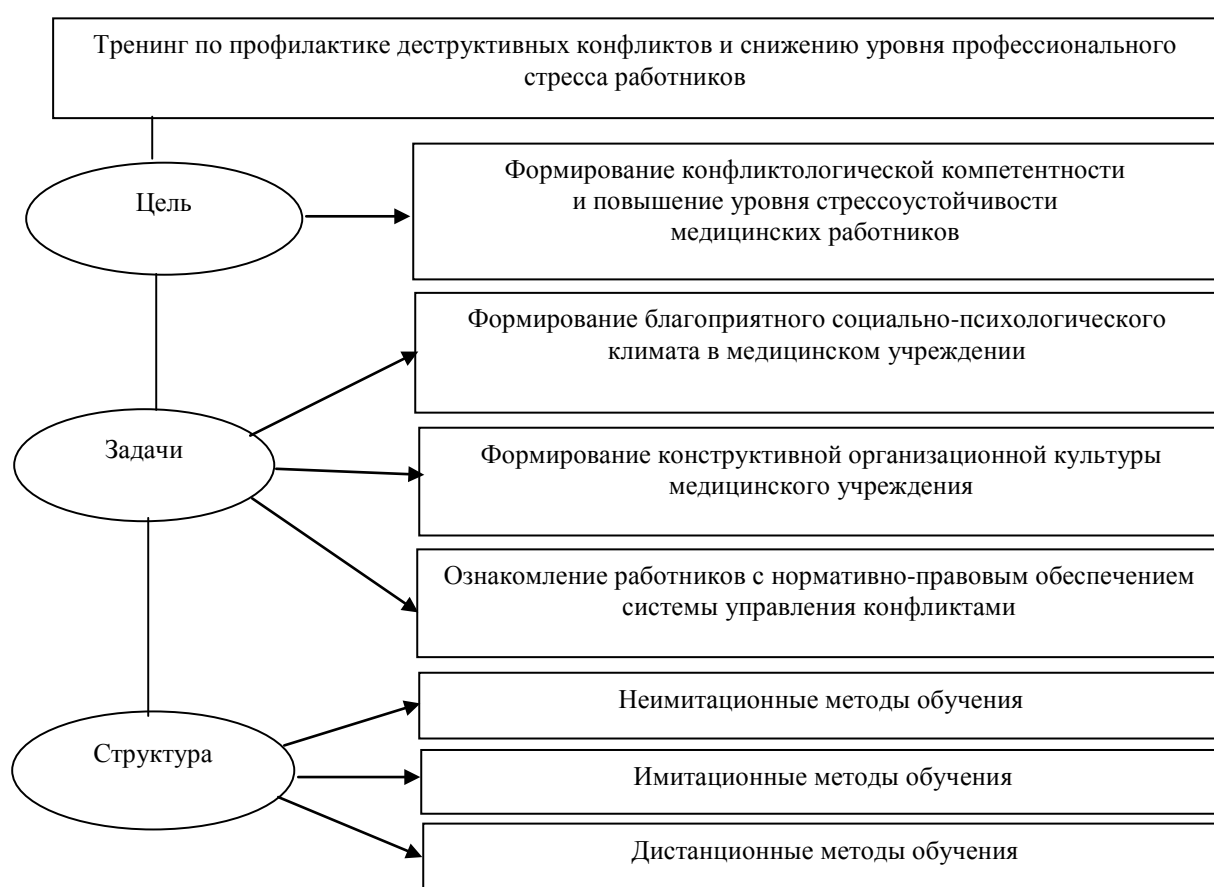 Тренинг по профилактике деструктивных конфликтов и снижению уровня профессионального
стресса работников
Цель
Формирование конфликтологической компетентности
и повышение уровня стрессоустойчивости
медицинских работников
Формирование благоприятного социально-психологического
климата в медицинском учреждении
Задачи
Формирование конструктивной организационной культуры
медицинского учреждения
Ознакомление работников с нормативно-правовым обеспечением
системы управления конфликтами
Неимитационные методы обучения
Структура
Имитационные методы обучения
Дистанционные методы обучения